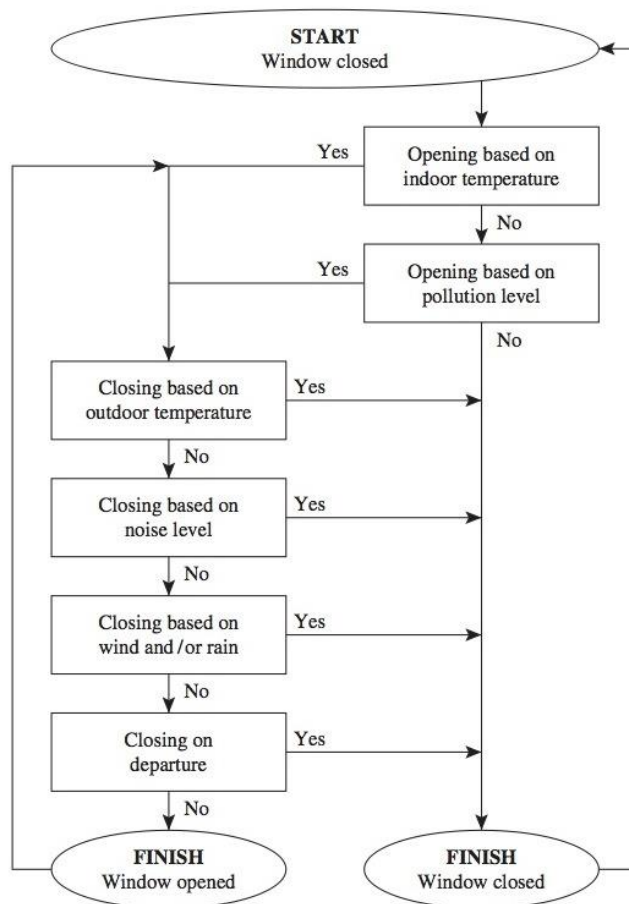 START
Window closed
Yes
Opening based on
indoor temperature
No
Yes
Opening based on
pollution level
No
Closing based on
outdoor temperature
Yes
No
Closing based on
noise level
Yes
No
Closing based on
wind and/or rain
Yes
No
Closing on
departure
Yes
No
FINISH
Window opened
FINISH
Window closed